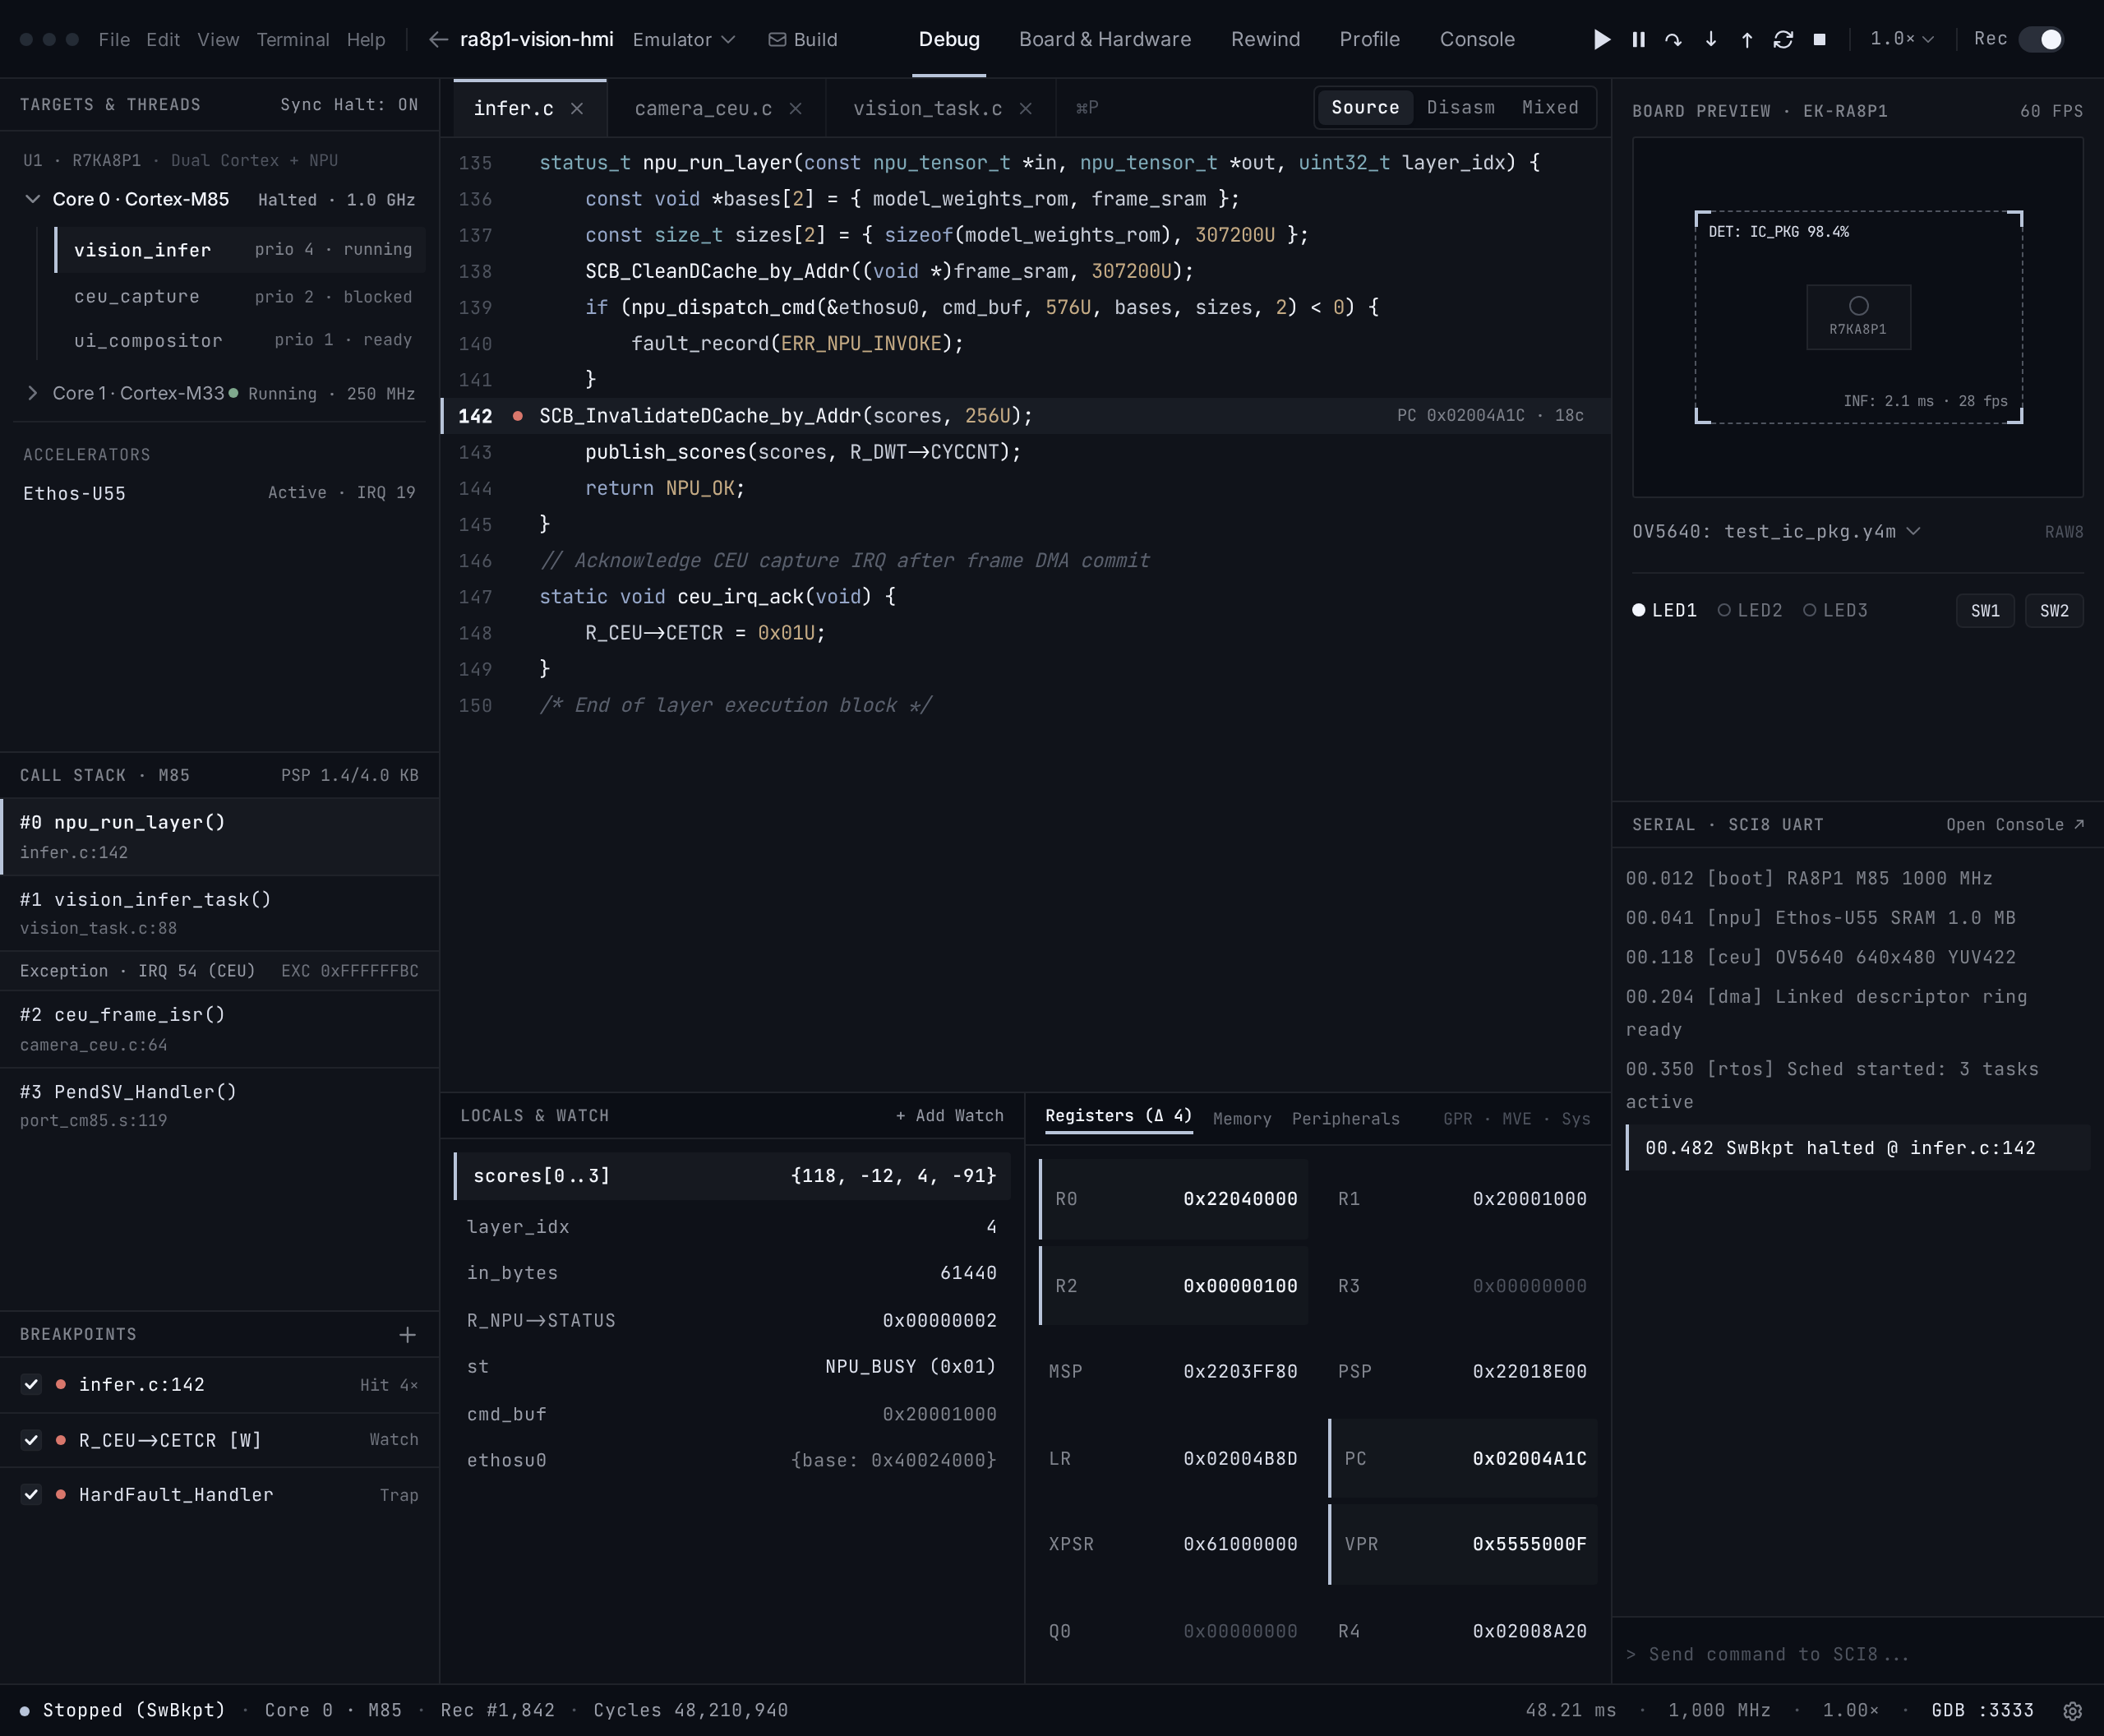 File Edit View Terminal Help ra8p1-vision-hmi Emulator Build Debug Board & Hardware Rewind Profile Console 1.0× Rec
TARGETS & THREADS Sync Halt: ON
U1 · R7KA8P1 · Dual Cortex + NPU
Core 0 · Cortex-M85 Halted · 1.0 GHz
vision_infer prio 4 · running
ceu_capture prio 2 · blocked
ui_compositor prio 1 · ready
Core 1 · Cortex-M33 Running · 250 MHz
ACCELERATORS
Ethos-U55 Active · IRQ 19
CALL STACK · M85 PSP 1.4/4.0 KB
#0 npu_run_layer()
infer.c:142
#1 vision_infer_task()
vision_task.c:88
Exception · IRQ 54 (CEU) EXC 0xFFFFFFBC
#2 ceu_frame_isr()
camera_ceu.c:64
#3 PendSV_Handler()
port_cm85.s:119
BREAKPOINTS +
infer.c:142 Hit 4×
R_CEU->CETCR [W] Watch
HardFault_Handler Trap
infer.c × camera_ceu.c × vision_task.c × ⌘P Source Disasm Mixed
135 status_t npu_run_layer(const npu_tensor_t *in, npu_tensor_t *out, uint32_t layer_idx) {
136 const void *bases[2] = { model_weights_rom, frame_sram };
137 const size_t sizes[2] = { sizeof(model_weights_rom), 307200U };
138 SCB_CleanDCache_by_Addr((void *)frame_sram, 307200U);
139 if (npu_dispatch_cmd(&ethosu0, cmd_buf, 576U, bases, sizes, 2) < 0) {
140 fault_record(ERR_NPU_INVOKE);
141 }
142 SCB_InvalidateDCache_by_Addr(scores, 256U); PC 0x02004A1C · 18c
143 publish_scores(scores, R_DWT->CYCCNT);
144 return NPU_OK;
145 }
146 // Acknowledge CEU capture IRQ after frame DMA commit
147 static void ceu_irq_ack(void) {
148 R_CEU->CETCR = 0x01U;
149 }
150 /* End of layer execution block */
LOCALS & WATCH + Add Watch
scores[0..3] {118, -12, 4, -91}
layer_idx 4
in_bytes 61440
R_NPU->STATUS 0x00000002
st NPU_BUSY (0x01)
cmd_buf 0x20001000
ethosu0 {base: 0x40024000}
Registers (Δ 4) Memory Peripherals GPR · MVE · Sys
R0 0x22040000 R1 0x20001000
R2 0x00000100 R3 0x00000000
MSP 0x2203FF80 PSP 0x22018E00
LR 0x02004B8D PC 0x02004A1C
XPSR 0x61000000 VPR 0x5555000F
Q0 0x00000000 R4 0x02008A20
BOARD PREVIEW · EK-RA8P1 60 FPS
DET: IC_PKG 98.4%
R7KA8P1
INF: 2.1 ms · 28 fps
OV5640: test_ic_pkg.y4m RAW8
LED1 LED2 LED3 SW1 SW2
SERIAL · SCI8 UART Open Console ↗
00.012 [boot] RA8P1 M85 1000 MHz
00.041 [npu] Ethos-U55 SRAM 1.0 MB
00.118 [ceu] OV5640 640x480 YUV422
00.204 [dma] Linked descriptor ring
ready
00.350 [rtos] Sched started: 3 tasks
active
00.482 SwBkpt halted @ infer.c:142
> Send command to SCI8...
Stopped (SwBkpt) · Core 0 · M85 · Rec #1,842 · Cycles 48,210,940 48.21 ms · 1,000 MHz · 1.00× · GDB :3333